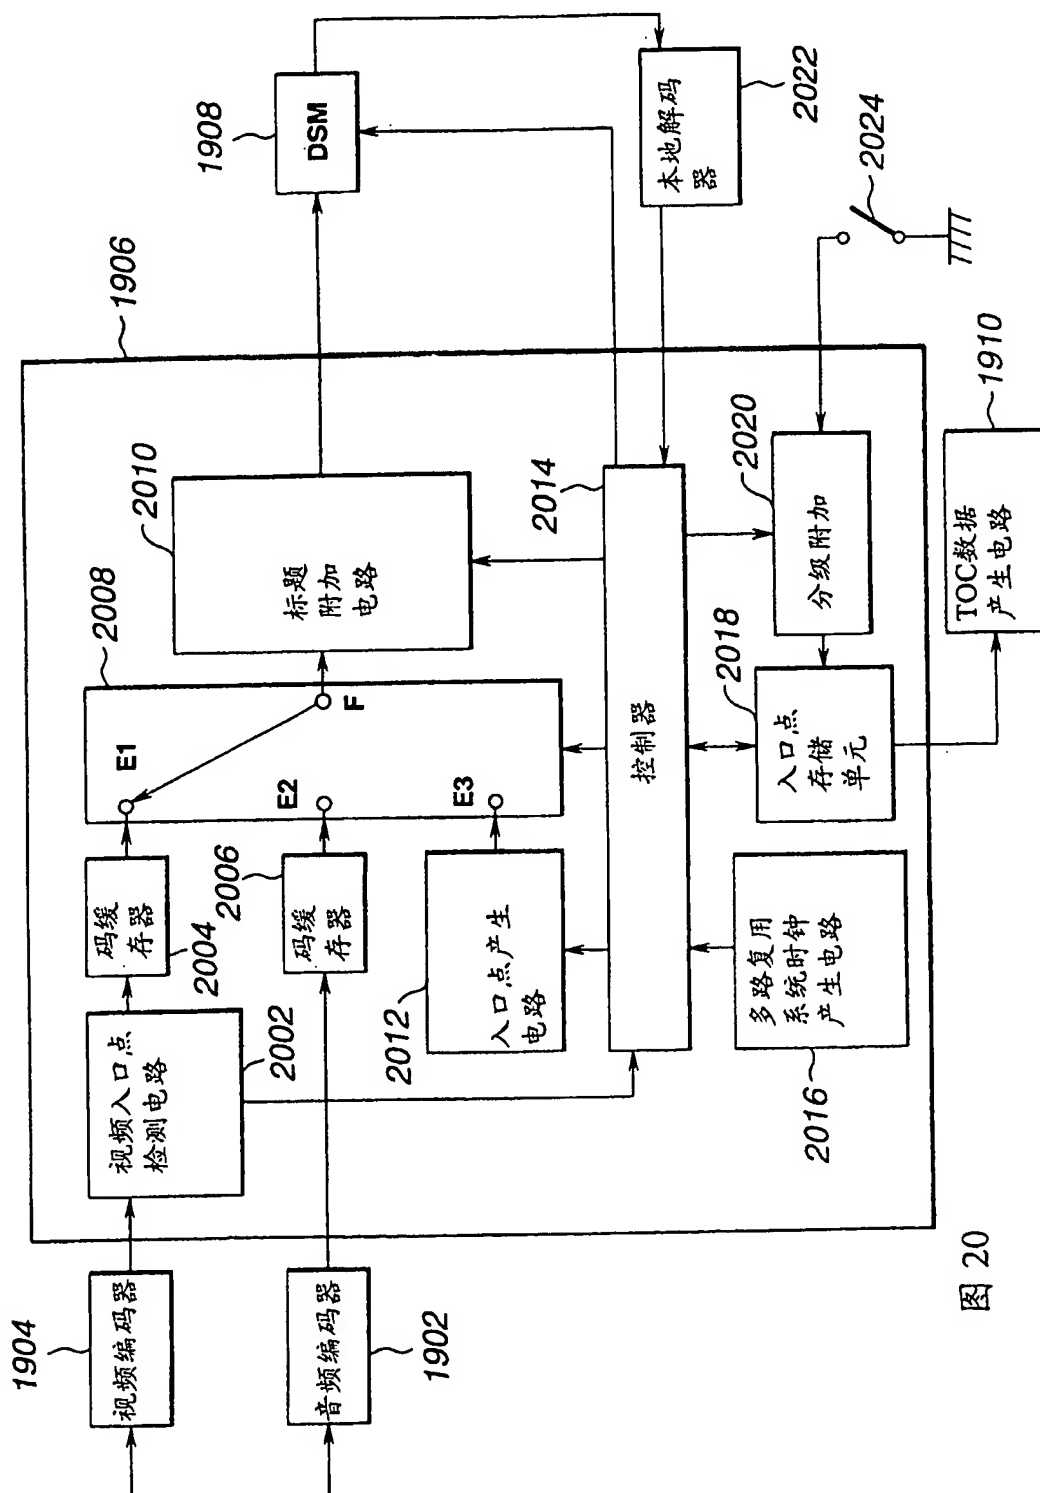 1904
视频编码器
1902
音频编码器
1906
视频入口点
检测电路
2002
码缓
存器
2004
码缓
存器
2006
2008
E1
E2
E3
F
标题
附加
电路
2010
DSM
1908
本地解码
器
2022
2024
入口点产生
电路
2012
控制器
2014
多路复用
系统时钟
产生电路
2016
入口点
存储
单元
2018
分级附加
2020
TOC数据
产生电路
1910
图 20